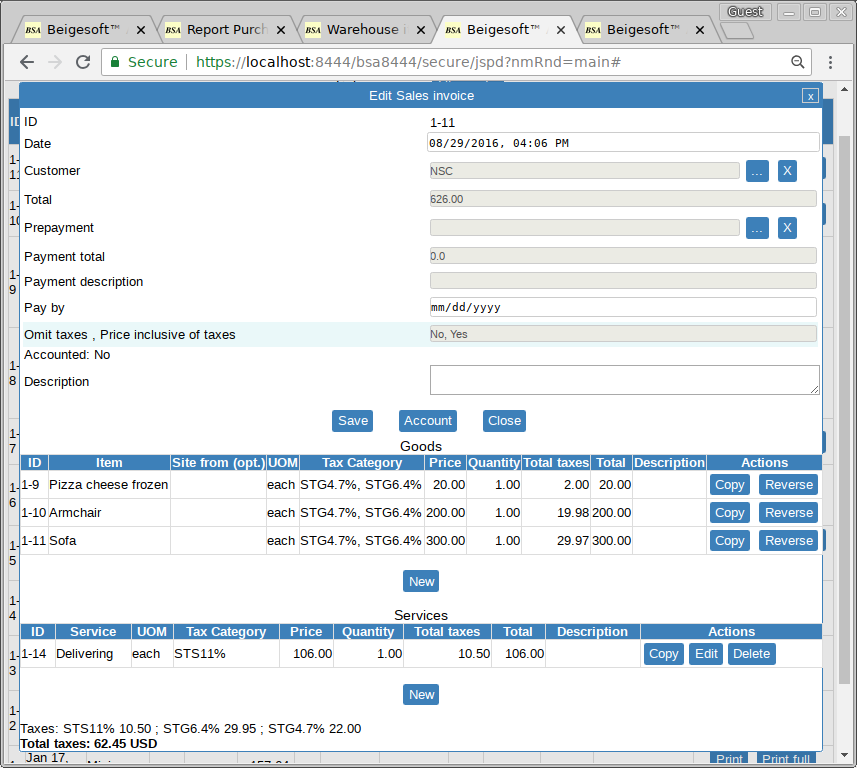 Guest
BSA Beigesoft™ x BSA Report Purch x BSA Warehouse i x BSA Beigesoft™ x BSA Beigesoft™ x
Secure https://localhost:8444/bsa8444/secure/jspd?nmRnd=main#
Edit Sales invoice x
ID 1-11
Date 08/29/2016, 04:06 PM
Customer NSC ... X
Total 626.00
Prepayment ... X
Payment total 0.0
Payment description
Pay by mm/dd/yyyy
Omit taxes , Price inclusive of taxes No, Yes
Accounted: No
Description
Save Account Close
Goods
ID Item Site from (opt.) UOM Tax Category Price Quantity Total taxes Total Description Actions
1-9 Pizza cheese frozen each STG4.7%, STG6.4% 20.00 1.00 2.00 20.00 Copy Reverse
1-10 Armchair each STG4.7%, STG6.4% 200.00 1.00 19.98 200.00 Copy Reverse
1-11 Sofa each STG4.7%, STG6.4% 300.00 1.00 29.97 300.00 Copy Reverse
New
Services
ID Service UOM Tax Category Price Quantity Total taxes Total Description Actions
1-14 Delivering each STS11% 106.00 1.00 10.50 106.00 Copy Edit Delete
New
Taxes: STS11% 10.50 ; STG6.4% 29.95 ; STG4.7% 22.00
Total taxes: 62.45 USD
Jan 17, Print Print full